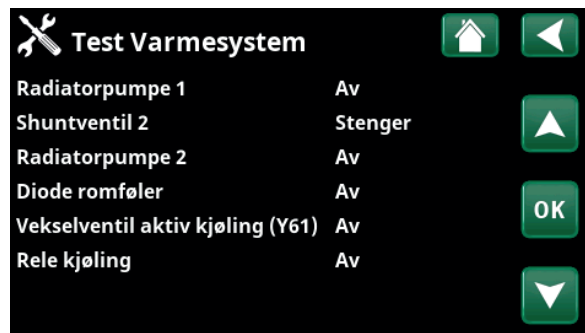 Test Varmesystem
Radiatorpumpe 1 Av
Shuntventil 2 Stenger
Radiatorpumpe 2 Av
Diode romføler Av
Vekselventil aktiv kjøling (Y61) Av
OK
Rele kjøling Av